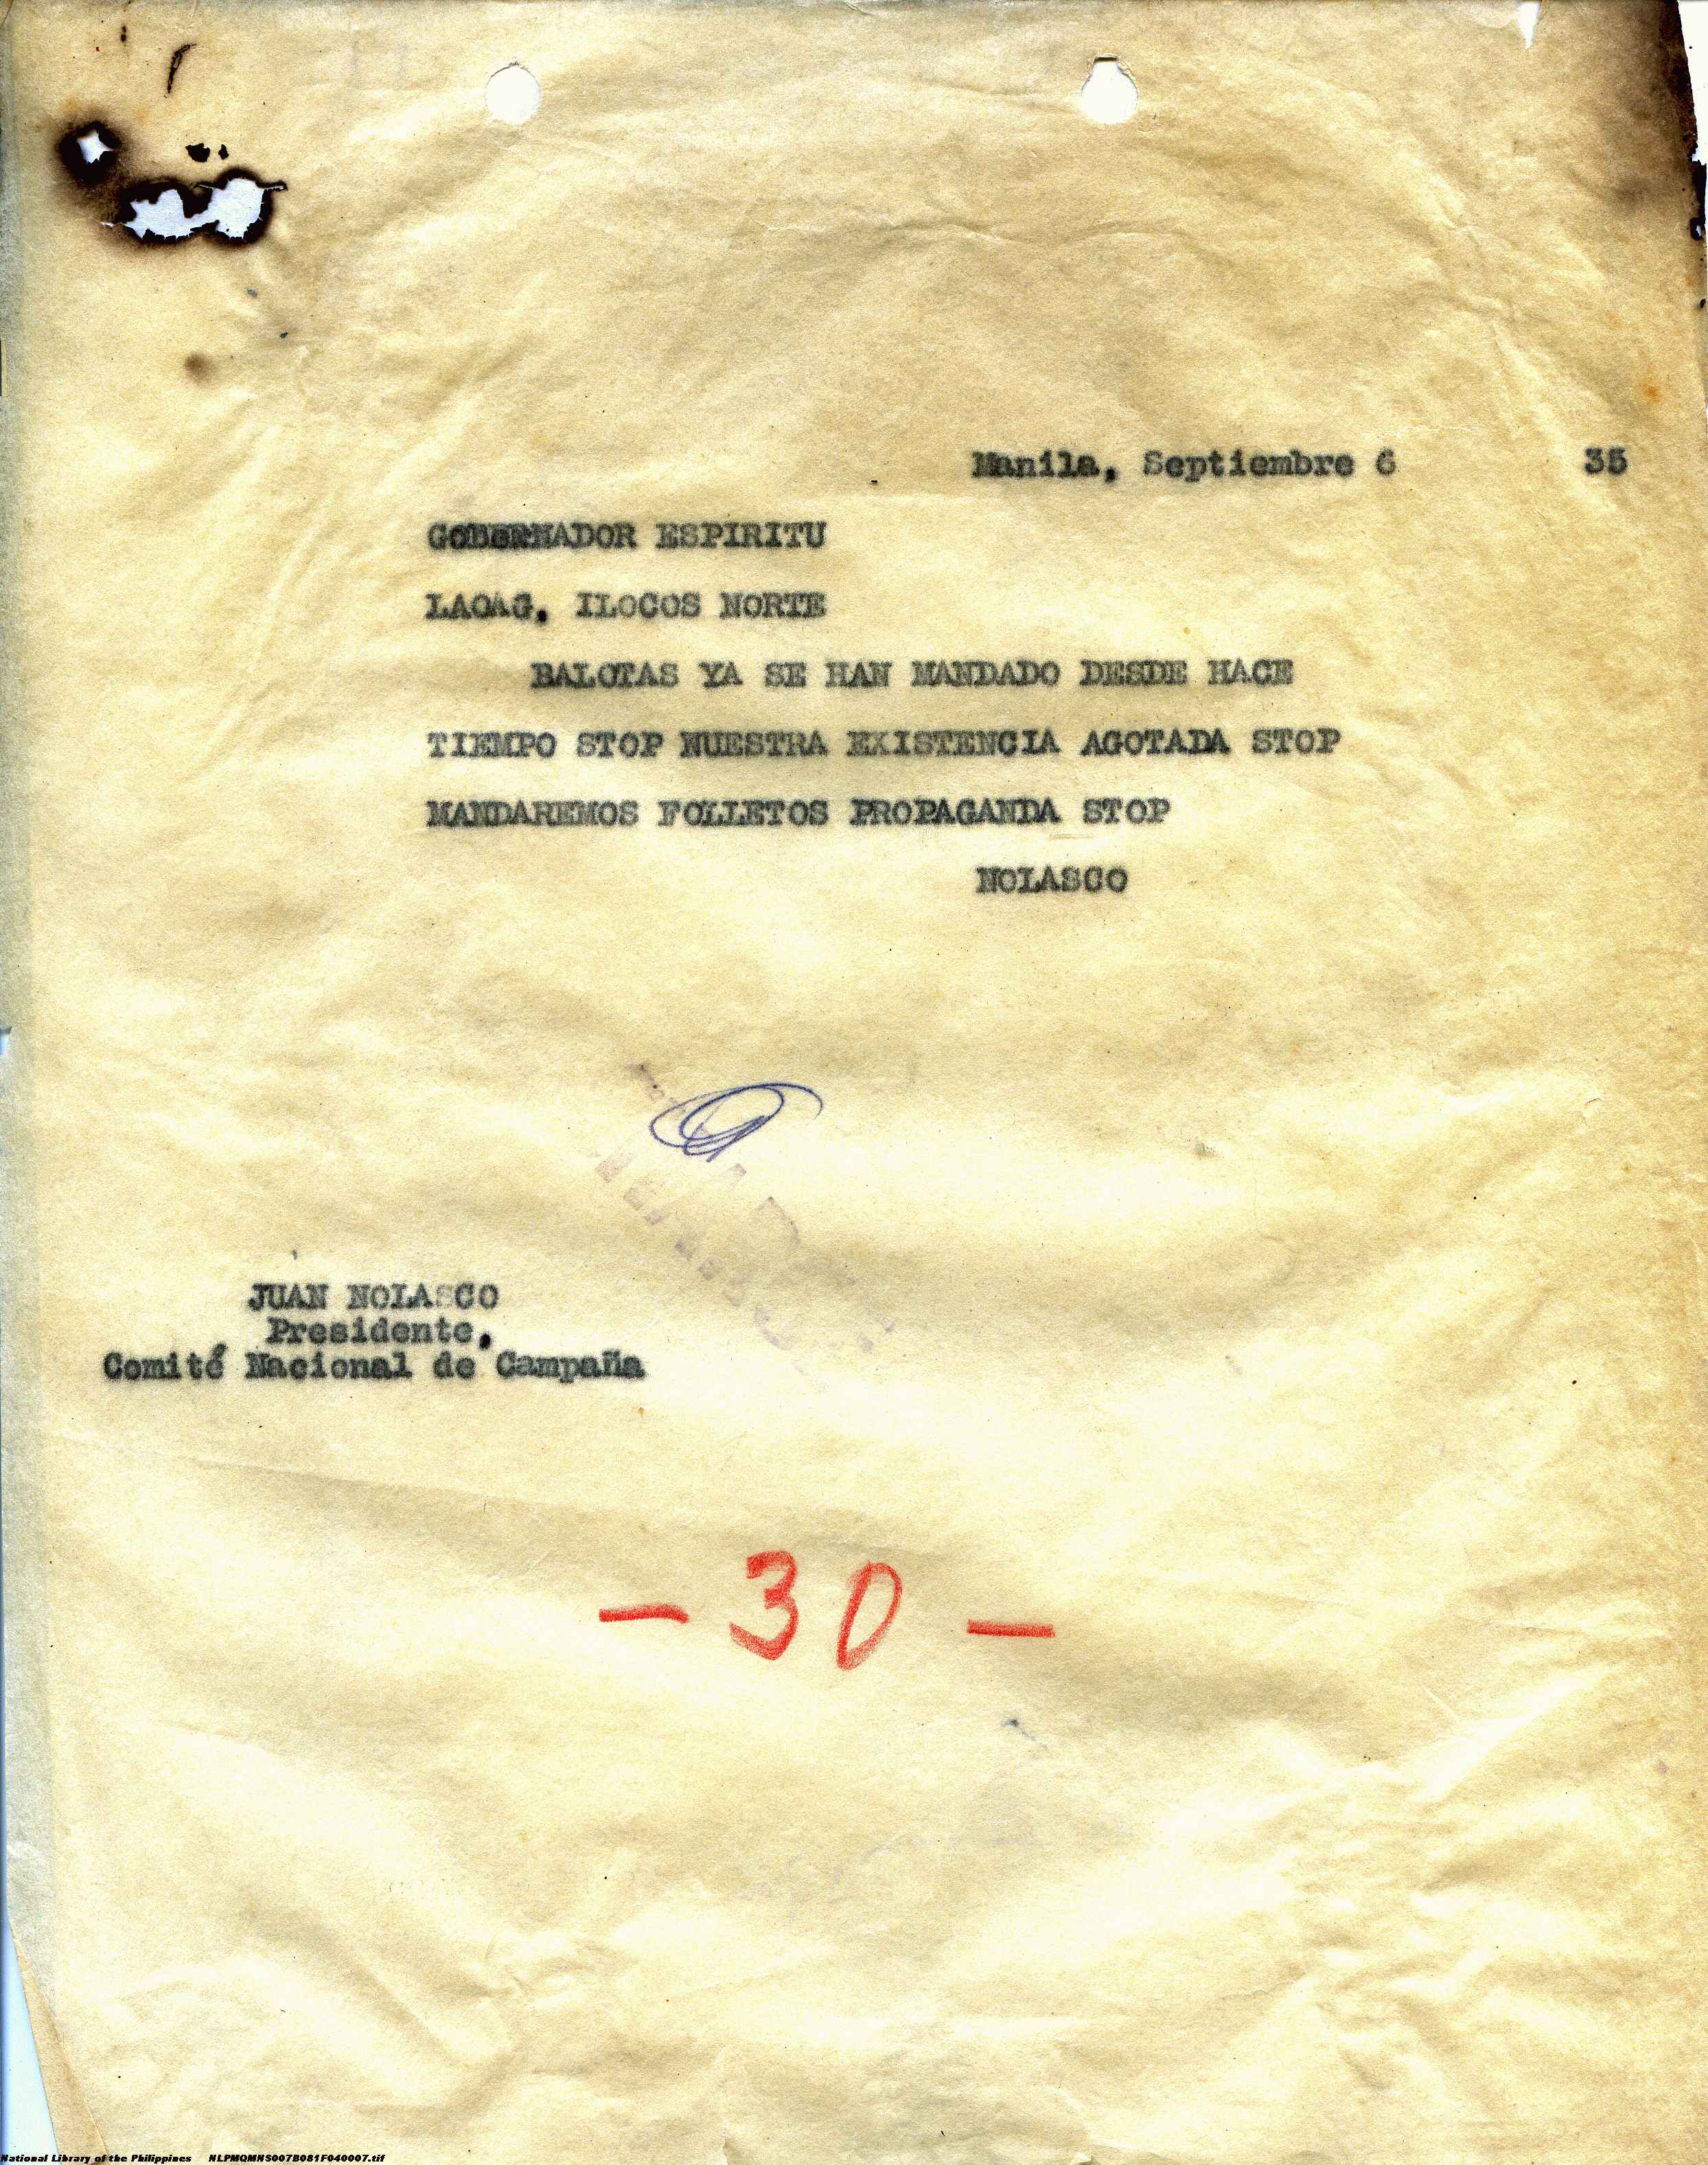 Manila, Septiembre 6 35
GOBERNADOR ESPIRITU
LAOAG, ILOCOS NORTE
BALOTAS YA SE HAN MANDADO DESDE HACE
TIEMPO STOP NUESTRA EXISTENCIA AGOTADA STOP
MANDAREMOS FOLLETOS PROPAGANDA STOP
NOLASCO
JUAN NOLASCO
Presidente,
Comité Nacional de Campaña
- 30 -
National Library of the Philippines NLPMQMNS007B081F040007.tif